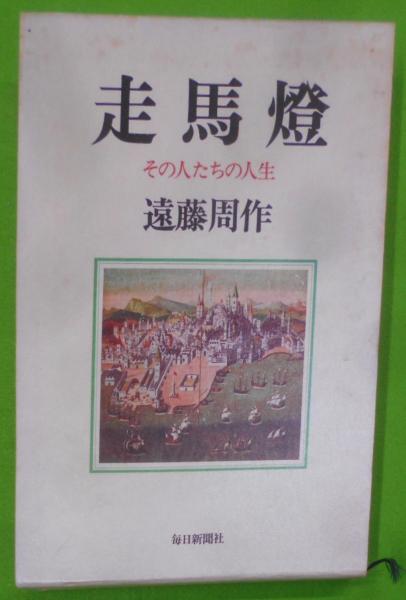 走馬燈
その人たちの人生
遠藤周作
毎日新聞社